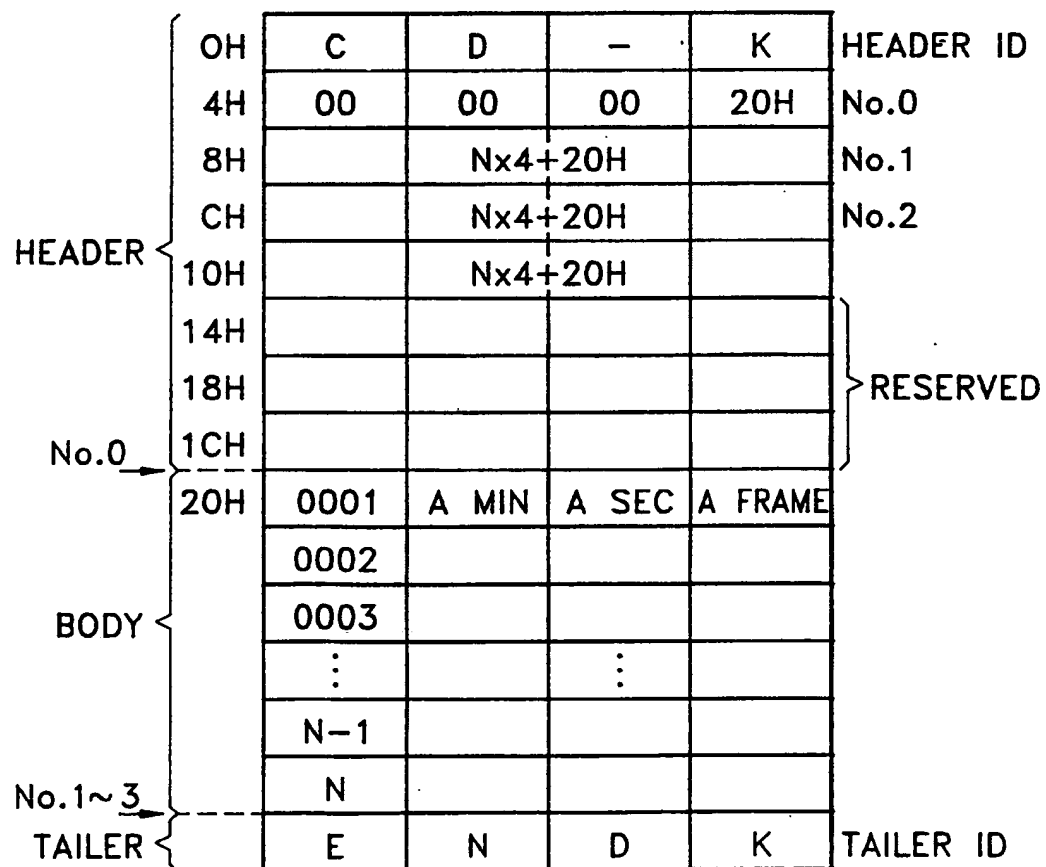 0H C D – K HEADER ID
4H 00 00 00 20H No.0
8H Nx4+20H No.1
CH Nx4+20H No.2
HEADER
10H Nx4+20H
14H
18H RESERVED
1CH
No.0
20H 0001 A MIN A SEC A FRAME
0002
BODY 0003
⋮ ⋮
N–1
N
No.1~3
TAILER E N D K TAILER ID